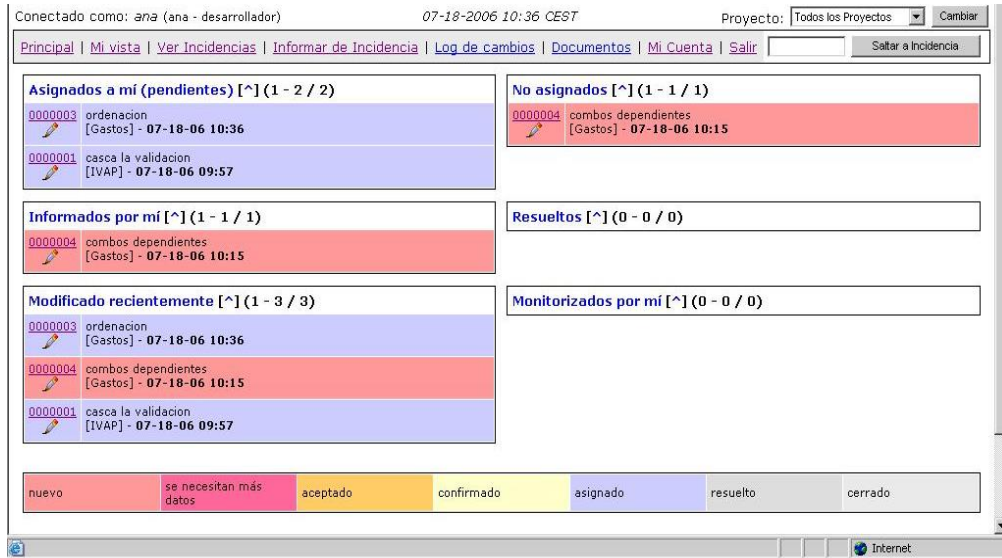 Conectado como: ana (ana - desarrollador) 07-18-2006 10:36 CEST Proyecto: Todos los Proyectos Cambiar
Principal | Mi vista | Ver Incidencias | Informar de Incidencia | Log de cambios | Documentos | Mi Cuenta | Salir Saltar a Incidencia
Asignados a mí (pendientes) [^] (1 - 2 / 2)
0000003 ordenacion
[Gastos] - 07-18-06 10:36
0000001 casca la validacion
[IVAP] - 07-18-06 09:57
No asignados [^] (1 - 1 / 1)
0000004 combos dependientes
[Gastos] - 07-18-06 10:15
Informados por mí [^] (1 - 1 / 1)
0000004 combos dependientes
[Gastos] - 07-18-06 10:15
Resueltos [^] (0 - 0 / 0)
Modificado recientemente [^] (1 - 3 / 3)
0000003 ordenacion
[Gastos] - 07-18-06 10:36
0000004 combos dependientes
[Gastos] - 07-18-06 10:15
0000001 casca la validacion
[IVAP] - 07-18-06 09:57
Monitorizados por mí [^] (0 - 0 / 0)
nuevo
se necesitan más
datos
aceptado
confirmado
asignado
resuelto
cerrado
Internet